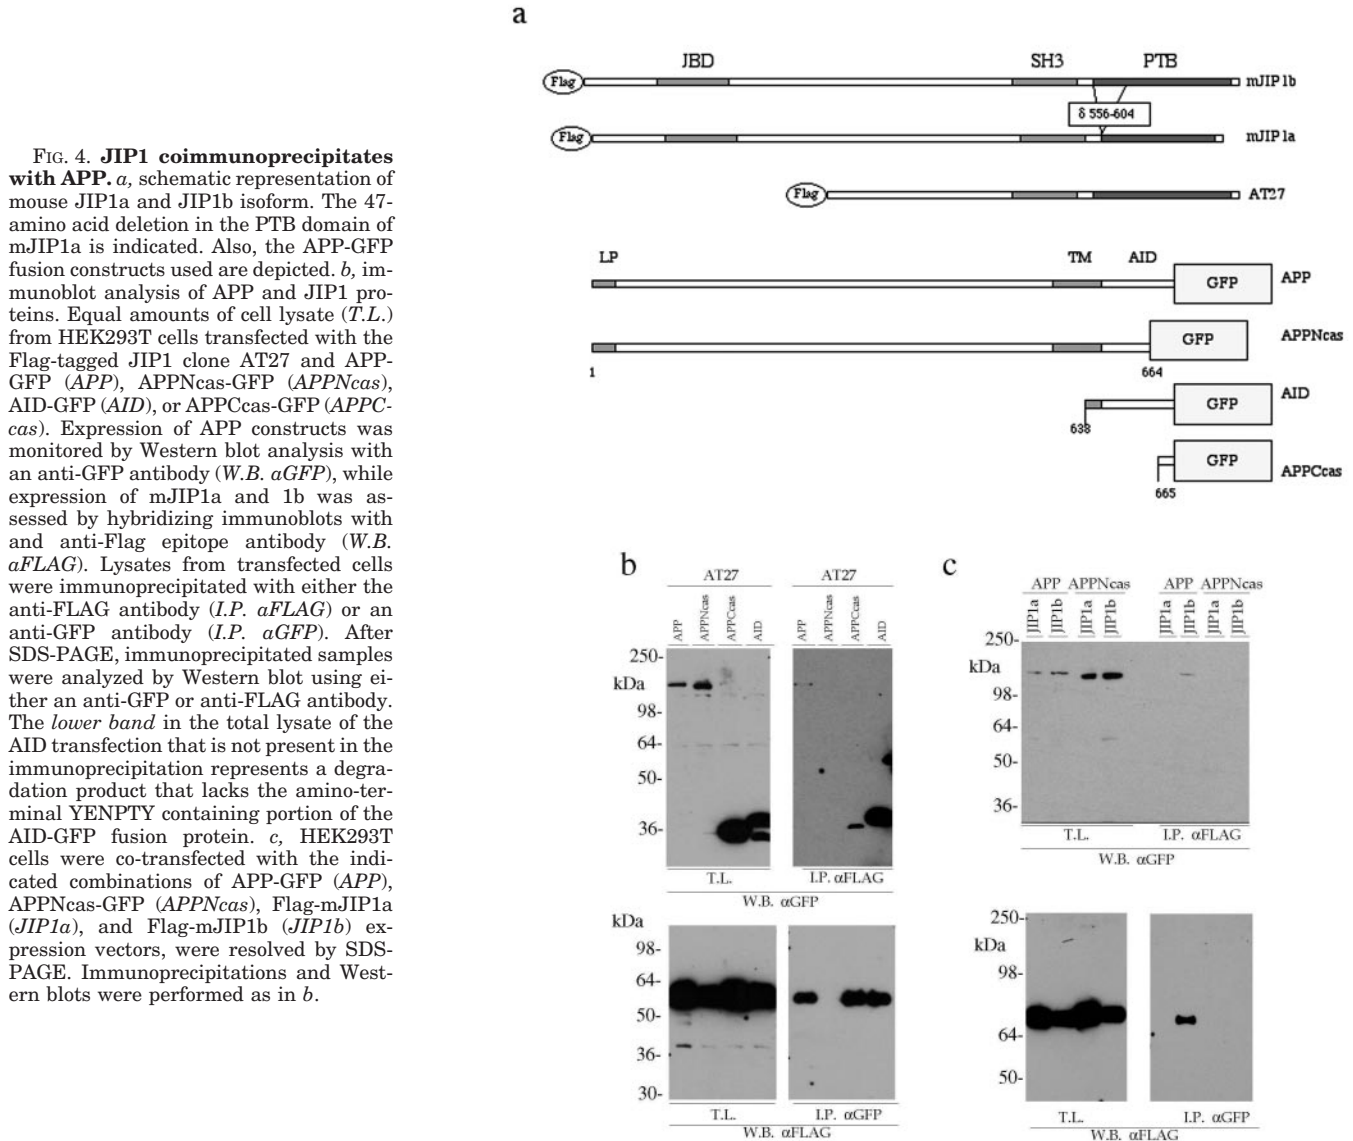 FIG. 4. JIP1 coimmunoprecipitates
with APP. a, schematic representation of
mouse JIP1a and JIP1b isoform. The 47-
amino acid deletion in the PTB domain of
mJIP1a is indicated. Also, the APP-GFP
fusion constructs used are depicted. b, im-
munoblot analysis of APP and JIP1 pro-
teins. Equal amounts of cell lysate (T.L.)
from HEK293T cells transfected with the
Flag-tagged JIP1 clone AT27 and APP-
GFP (APP), APPNcas-GFP (APPNcas),
AID-GFP (AID), or APPCcas-GFP (APPC-
cas). Expression of APP constructs was
monitored by Western blot analysis with
an anti-GFP antibody (W.B. aGFP), while
expression of mJIP1a and 1b was as-
sessed by hybridizing immunoblots with
and anti-Flag epitope antibody (W.B.
aFLAG). Lysates from transfected cells
were immunoprecipitated with either the
anti-FLAG antibody (I.P. aFLAG) or an
anti-GFP antibody (I.P. aGFP). After
SDS-PAGE, immunoprecipitated samples
were analyzed by Western blot using ei-
ther an anti-GFP or anti-FLAG antibody.
The lower band in the total lysate of the
AID transfection that is not present in the
immunoprecipitation represents a degra-
dation product that lacks the amino-ter-
minal YENPTY containing portion of the
AID-GFP fusion protein. c, HEK293T
cells were co-transfected with the indi-
cated combinations of APP-GFP (APP),
APPNcas-GFP (APPNcas), Flag-mJIP1a
(JIP1a), and Flag-mJIP1b (JIP1b) ex-
pression vectors, were resolved by SDS-
PAGE. Immunoprecipitations and West-
ern blots were performed as in b.
a
JBD SH3 PTB
Flag mJIP1b
δ 556-604
Flag mJIP1a
Flag AT27
LP TM AID
GFP APP
GFP APPNcas
1 664
GFP AID
638
GFP APPCcas
665
b
AT27 AT27
APP APPNcas APPCcas AID APP APPNcas APPCcas AID
250-
kDa
98-
64-
50-
36-
T.L. I.P. αFLAG
W.B. αGFP
kDa
98-
64-
50-
36-
30-
T.L. I.P. αGFP
W.B. αFLAG
c
APP APPNcas APP APPNcas
JIP1a JIP1b JIP1a JIP1b JIP1a JIP1b JIP1a JIP1b
250-
kDa
98-
64-
50-
36-
T.L. I.P. αFLAG
W.B. αGFP
250-
kDa
98-
64-
50-
T.L. I.P. αGFP
W.B. αFLAG